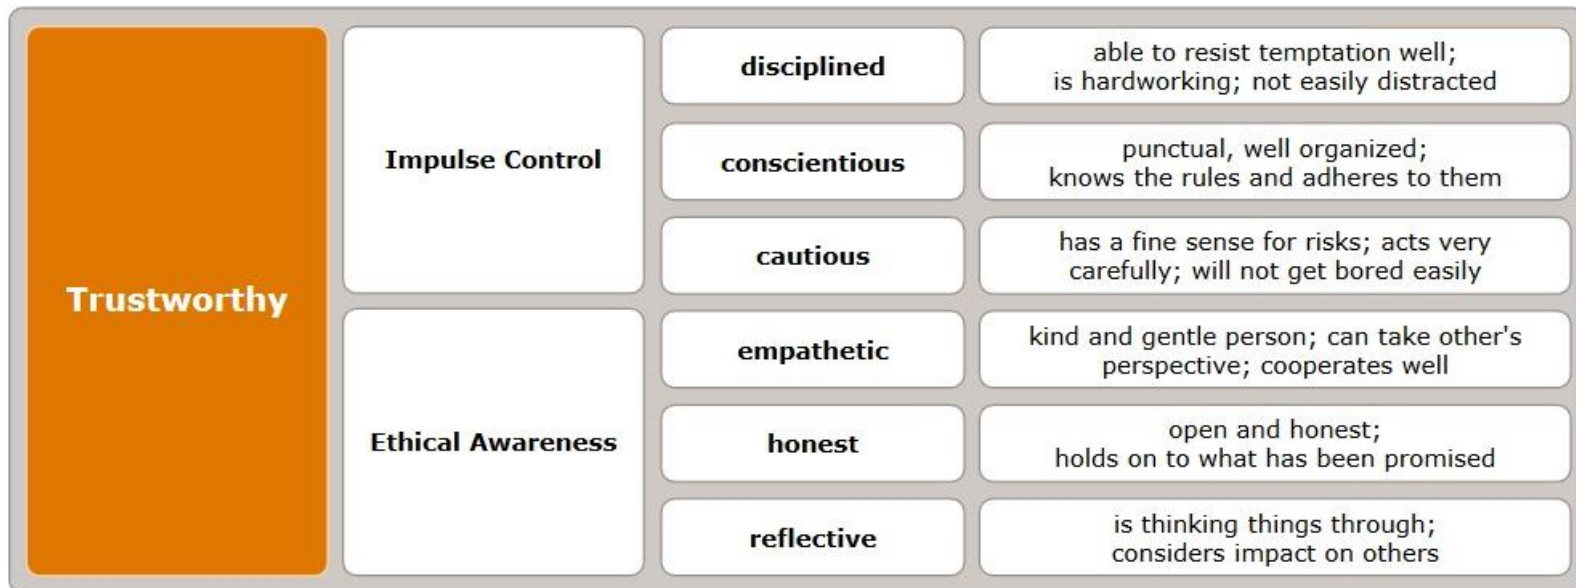 Trustworthy
Impulse Control
disciplined
able to resist temptation well;
is hardworking; not easily distracted
conscientious
punctual, well organized;
knows the rules and adheres to them
cautious
has a fine sense for risks; acts very
carefully; will not get bored easily
Ethical Awareness
empathetic
kind and gentle person; can take other's
perspective; cooperates well
honest
open and honest;
holds on to what has been promised
reflective
is thinking things through;
considers impact on others